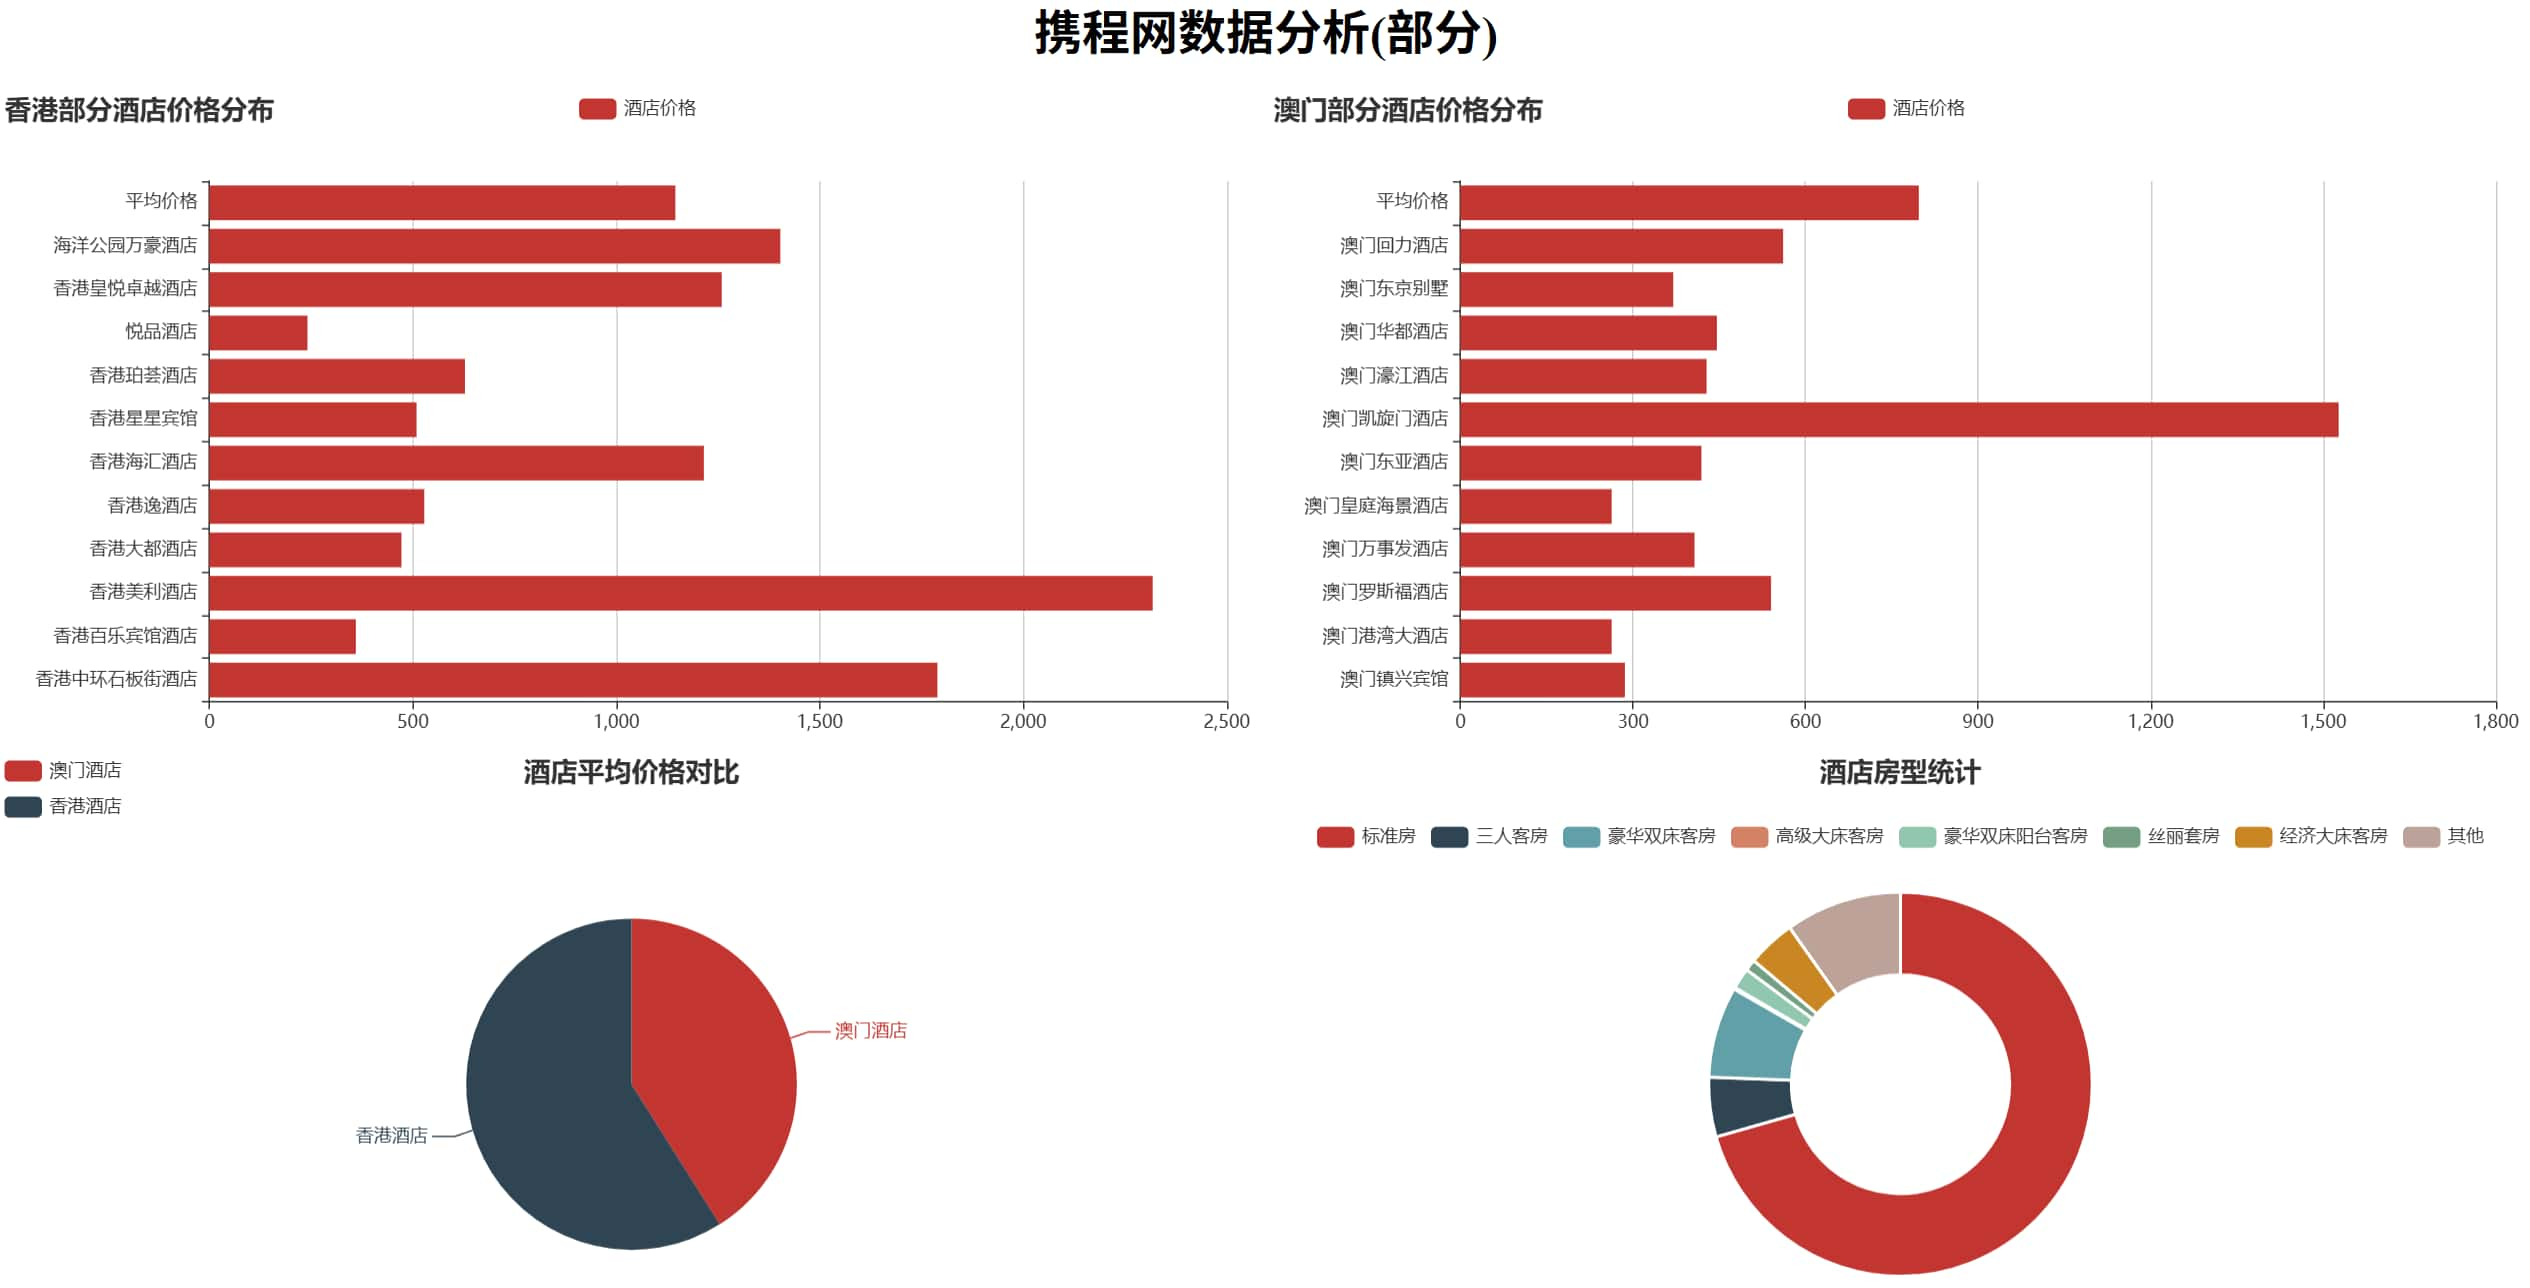 携程网数据分析(部分)
香港部分酒店价格分布
酒店价格
平均价格
海洋公园万豪酒店
香港皇悦卓越酒店
悦品酒店
香港珀荟酒店
香港星星宾馆
香港海汇酒店
香港逸酒店
香港大都酒店
香港美利酒店
香港百乐宾馆酒店
香港中环石板街酒店
0 500 1,000 1,500 2,000 2,500
澳门部分酒店价格分布
酒店价格
平均价格
澳门回力酒店
澳门东京别墅
澳门华都酒店
澳门濠江酒店
澳门凯旋门酒店
澳门东亚酒店
澳门皇庭海景酒店
澳门万事发酒店
澳门罗斯福酒店
澳门港湾大酒店
澳门镇兴宾馆
0 300 600 900 1,200 1,500 1,800
酒店平均价格对比
澳门酒店
香港酒店
澳门酒店
香港酒店
酒店房型统计
标准房 三人客房 豪华双床客房 高级大床客房 豪华双床阳台客房 丝丽套房 经济大床客房 其他